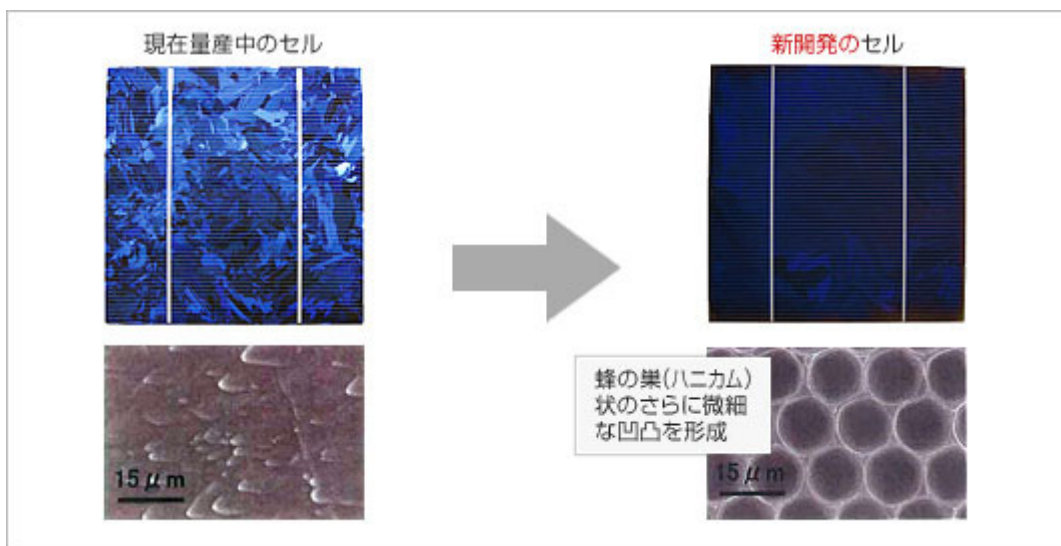 現在量産中のセル
新開発のセル
蜂の巣(ハニカム)
状のさらに微細
な凹凸を形成
15μm
15μm